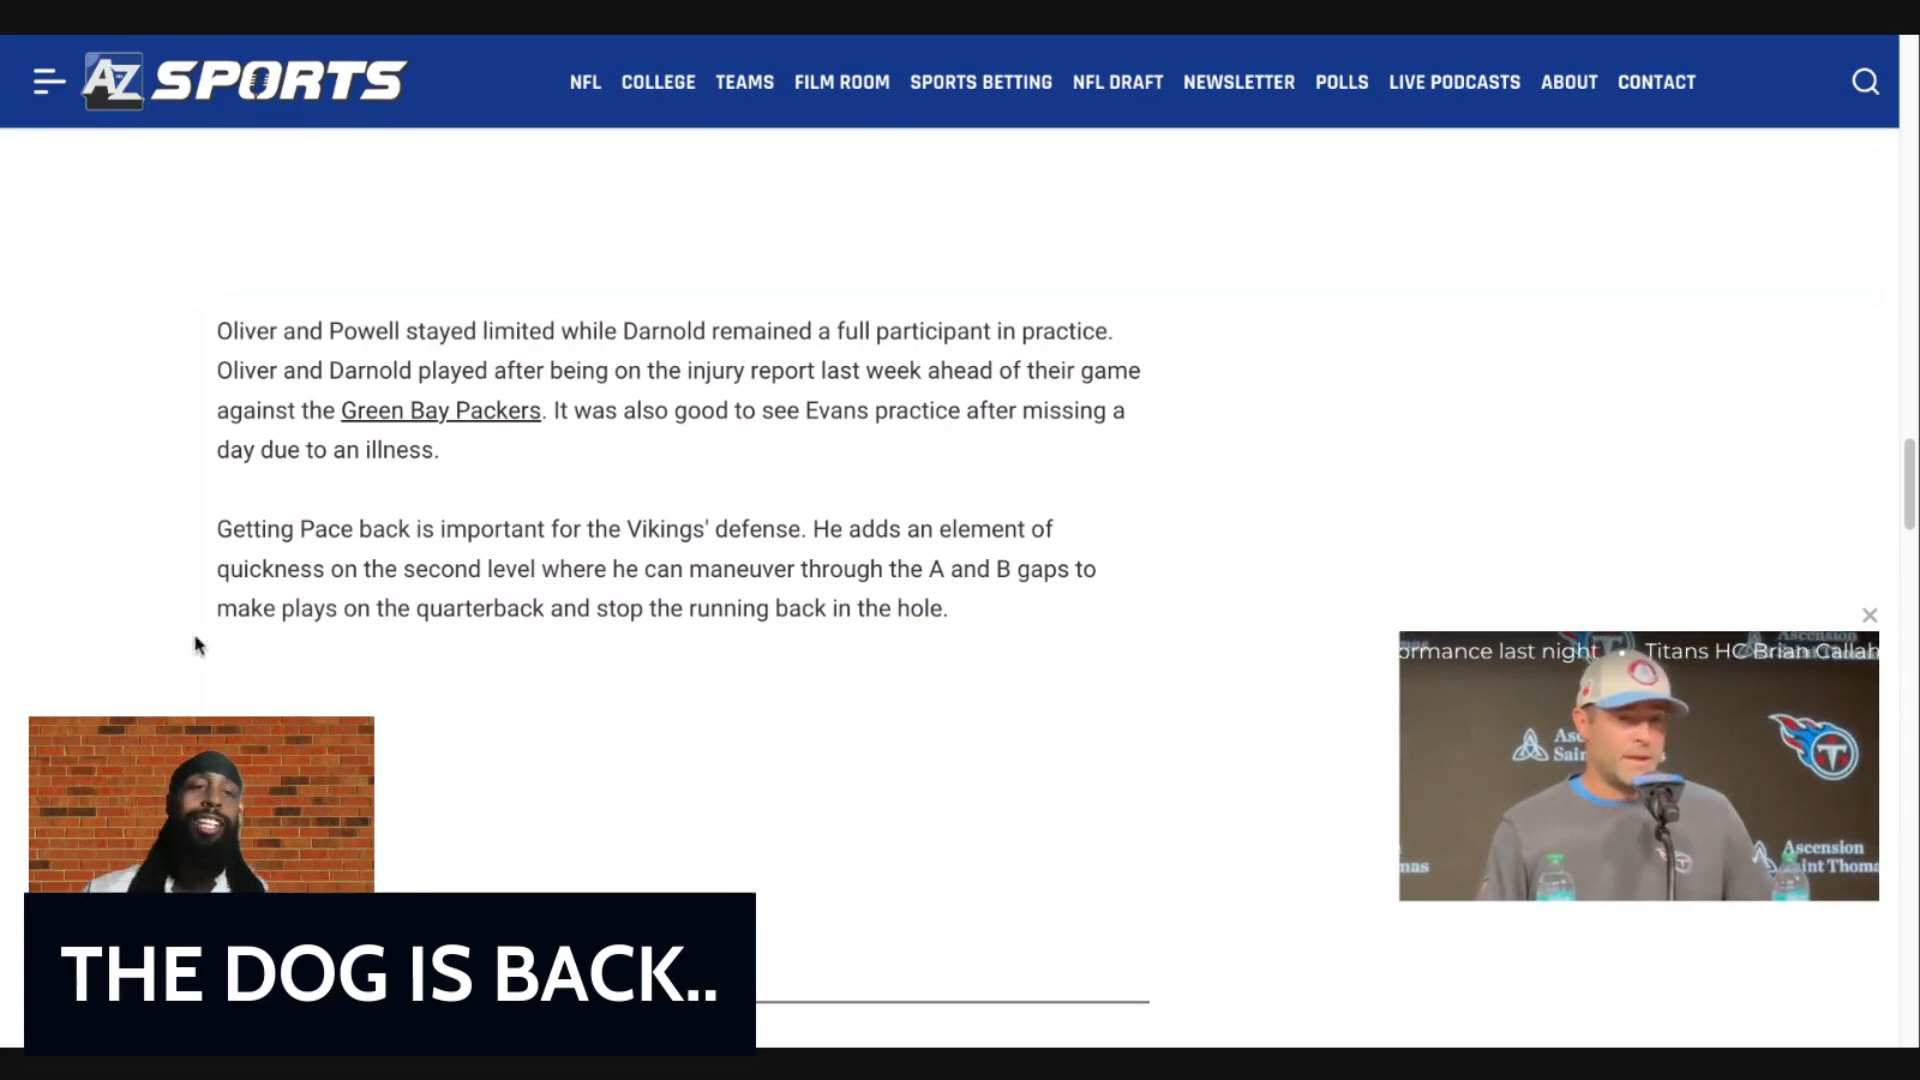 AZ SPORTS
NFL COLLEGE TEAMS FILM ROOM SPORTS BETTING NFL DRAFT NEWSLETTER POLLS LIVE PODCASTS ABOUT CONTACT
Oliver and Powell stayed limited while Darnold remained a full participant in practice.
Oliver and Darnold played after being on the injury report last week ahead of their game
against the Green Bay Packers. It was also good to see Evans practice after missing a
day due to an illness.
Getting Pace back is important for the Vikings' defense. He adds an element of
quickness on the second level where he can maneuver through the A and B gaps to
make plays on the quarterback and stop the running back in the hole.
ormance last night • Titans HC Brian Callah
Ascension
Ascension
int Thoma
mas
THE DOG IS BACK..